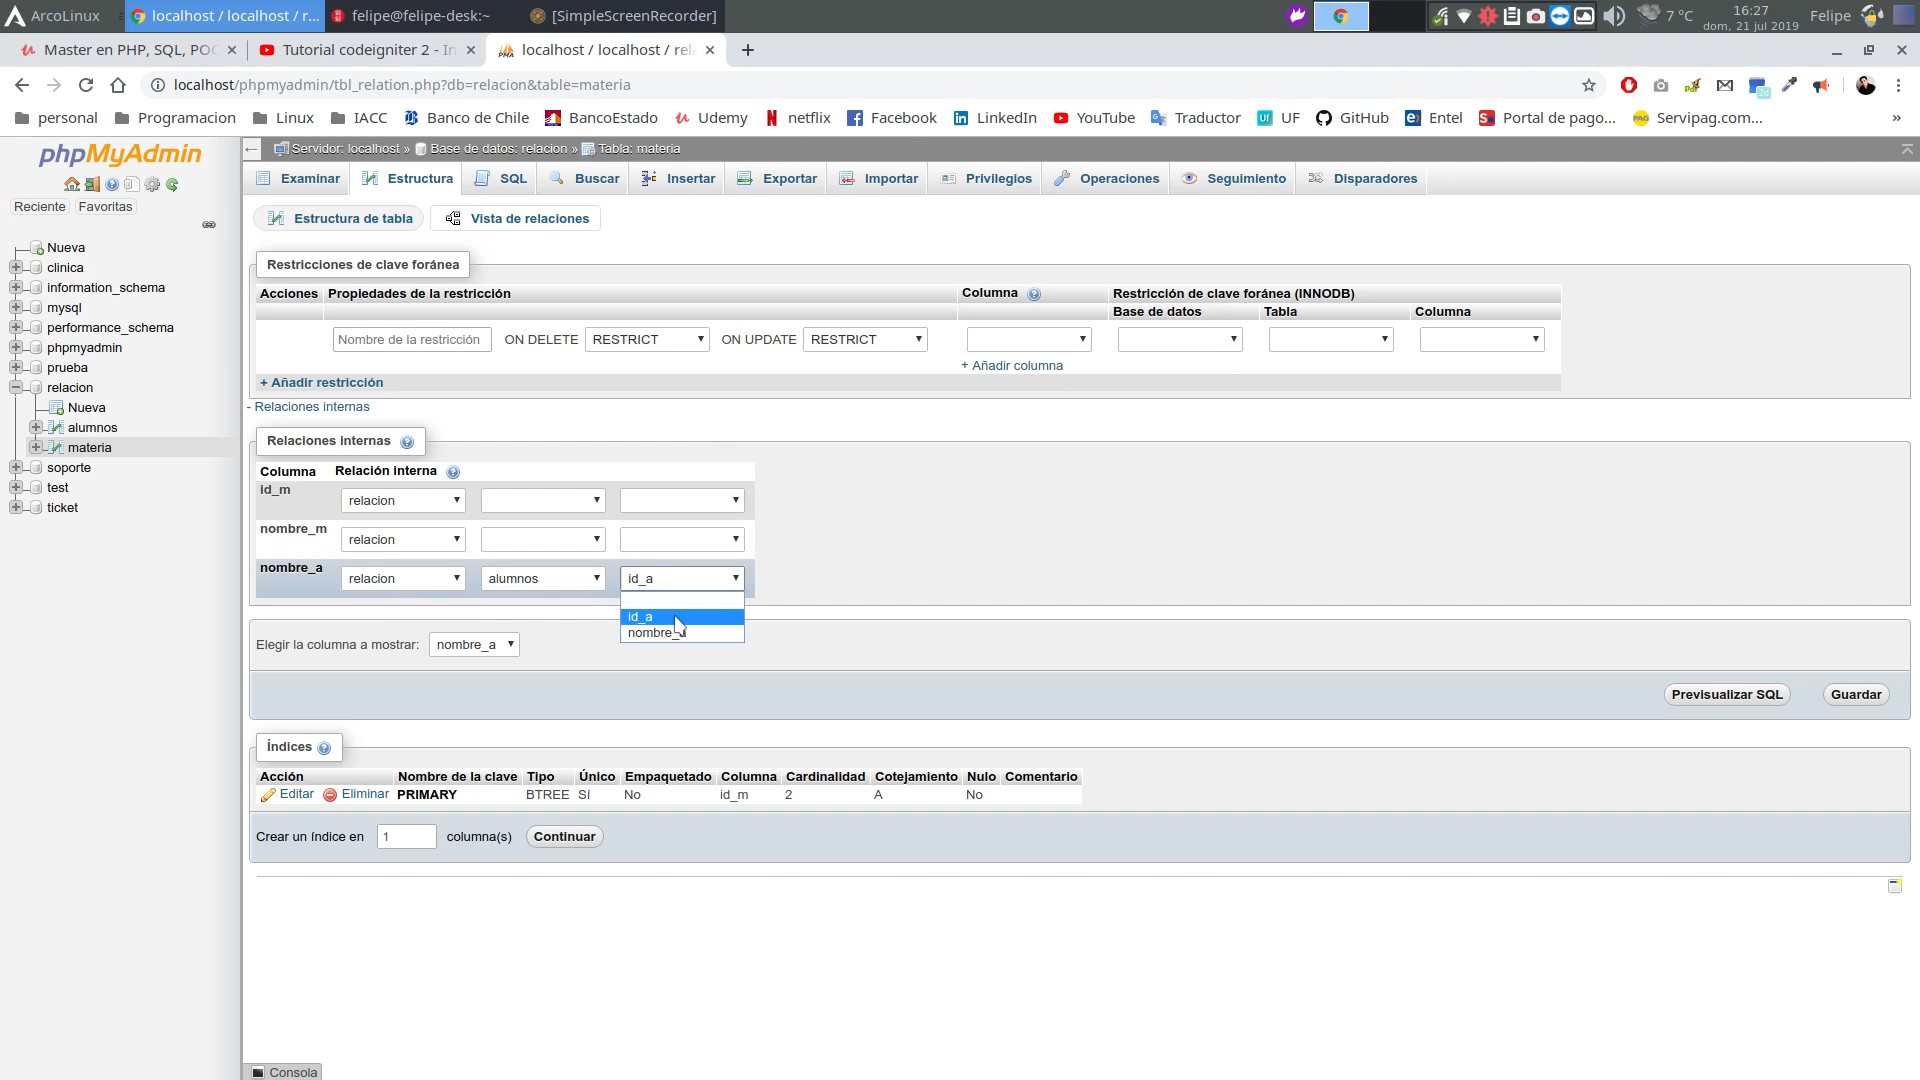 ArcoLinux
localhost / localhost / r...
felipe@felipe-desk:~
[SimpleScreenRecorder]
7 °C
16:27
dom, 21 jul 2019
Felipe
Master en PHP, SQL, POO
Tutorial codeigniter 2 - In
localhost / localhost / rela
localhost/phpmyadmin/tbl_relation.php?db=relacion&table=materia
personal
Programacion
Linux
IACC
Banco de Chile
BancoEstado
Udemy
netflix
Facebook
LinkedIn
YouTube
Traductor
UF
GitHub
Entel
Portal de pago...
Servipag.com...
»
phpMyAdmin
Reciente
Favoritas
Nueva
clinica
information_schema
mysql
performance_schema
phpmyadmin
prueba
relacion
Nueva
alumnos
materia
soporte
test
ticket
Servidor: localhost » Base de datos: relacion » Tabla: materia
Examinar
Estructura
SQL
Buscar
Insertar
Exportar
Importar
Privilegios
Operaciones
Seguimiento
Disparadores
Estructura de tabla
Vista de relaciones
Restricciones de clave foránea
Acciones Propiedades de la restricción Columna Restricción de clave foránea (INNODB)
Base de datos Tabla Columna
Nombre de la restricción ON DELETE RESTRICT ON UPDATE RESTRICT
+ Añadir columna
+ Añadir restricción
- Relaciones internas
Relaciones internas
Columna Relación interna
id_m relacion
nombre_m relacion
nombre_a relacion alumnos id_a
id_a
nombre_a
Elegir la columna a mostrar: nombre_a
Previsualizar SQL Guardar
Índices
Acción Nombre de la clave Tipo Único Empaquetado Columna Cardinalidad Cotejamiento Nulo Comentario
Editar Eliminar PRIMARY BTREE Sí No id_m 2 A No
Crear un índice en 1 columna(s) Continuar
Consola